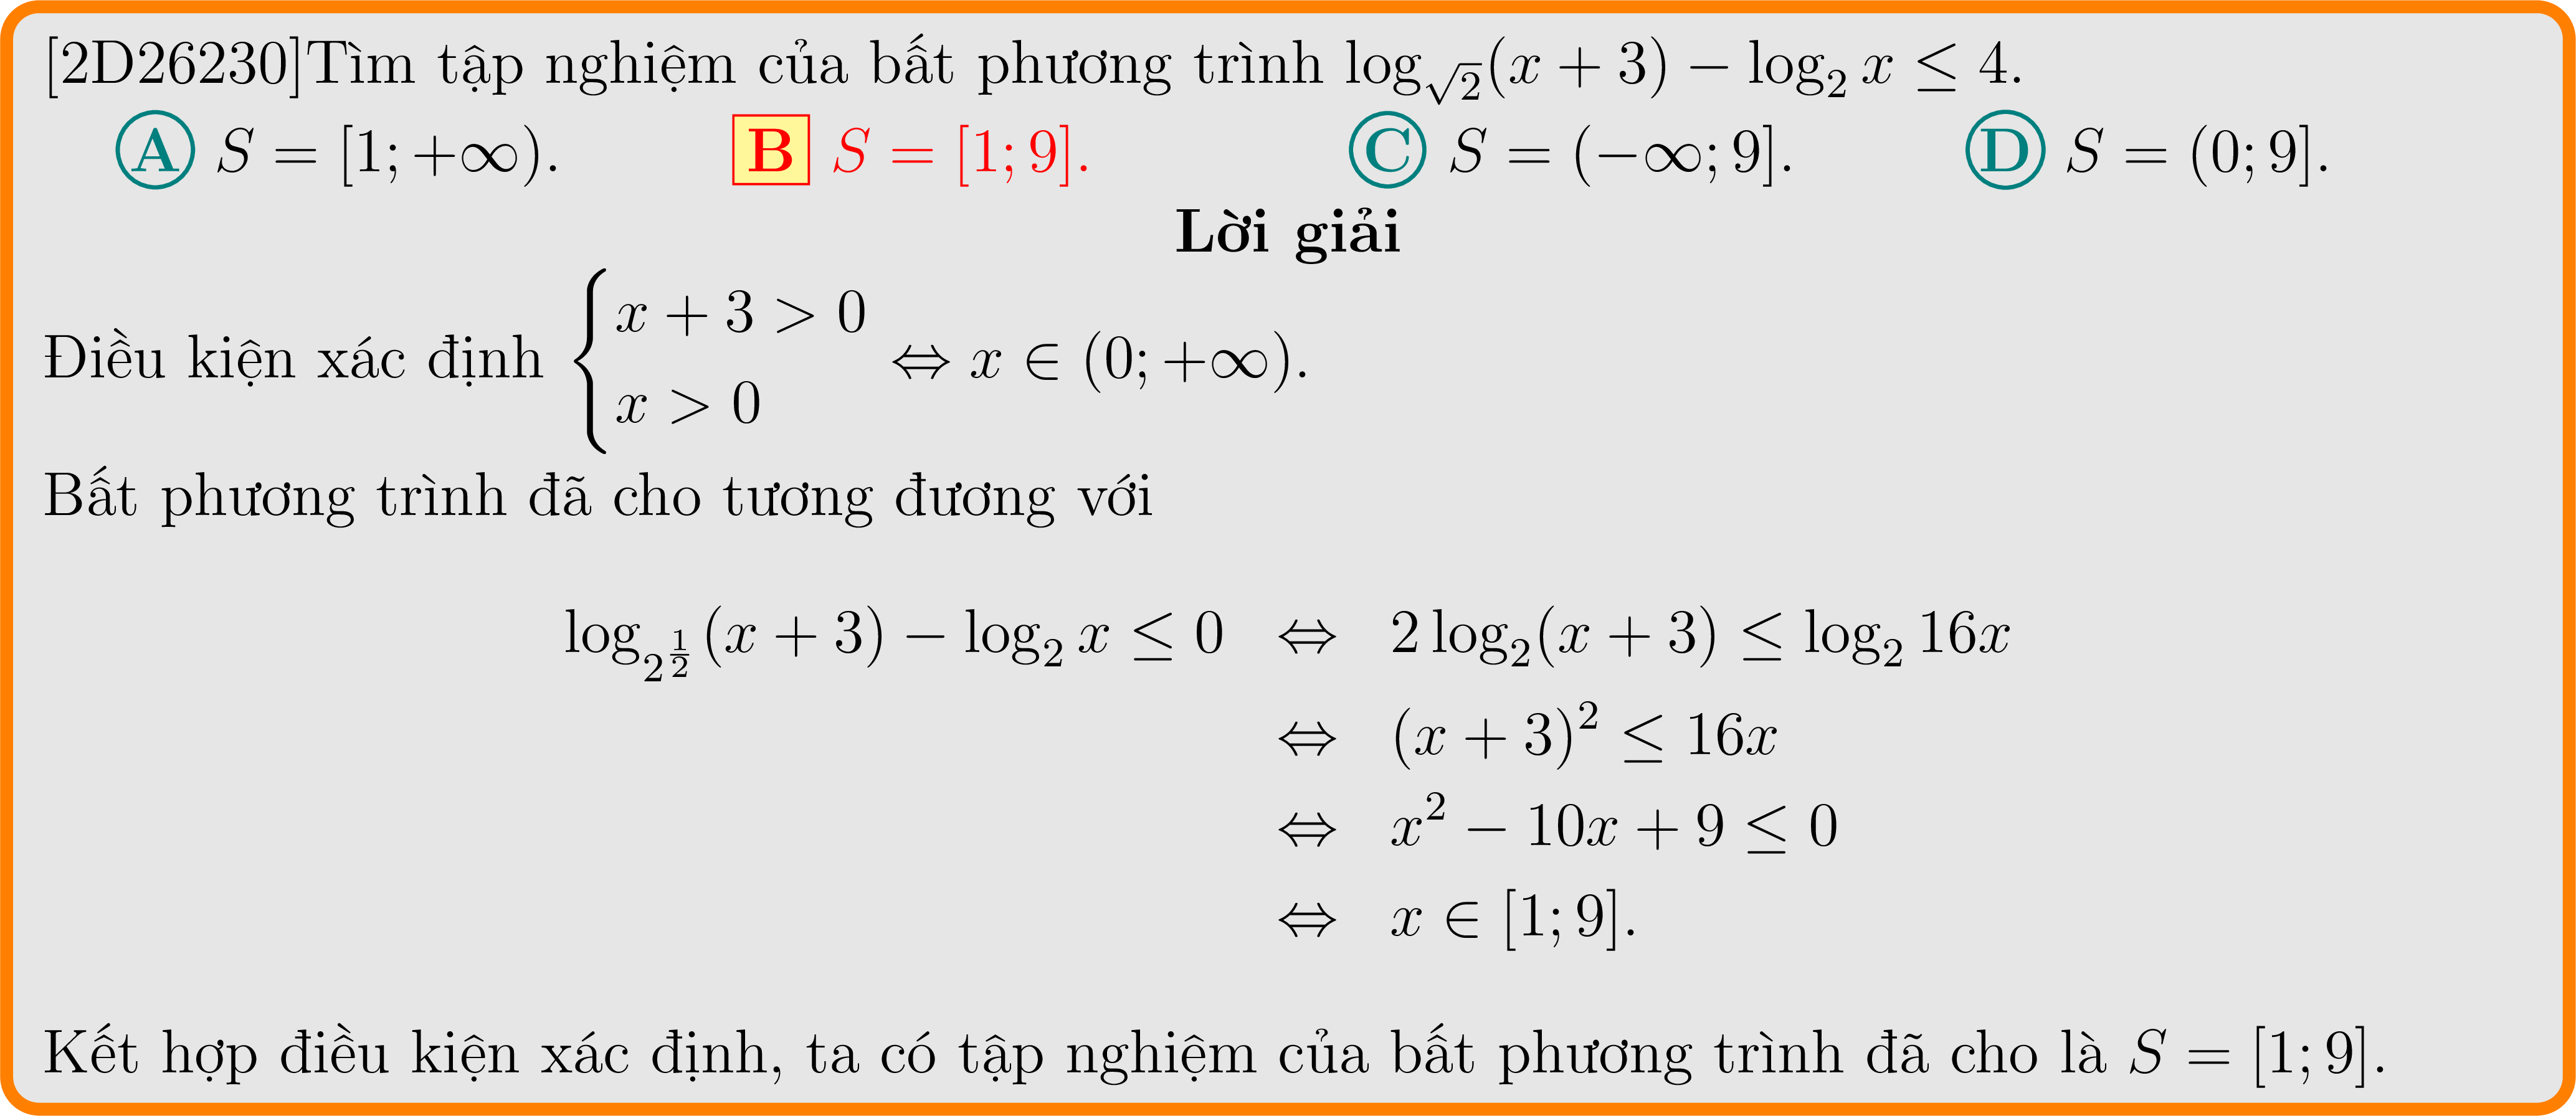 [2D26230]Tìm tập nghiệm của bất phương trình $\log_{\sqrt{2}}(x+3) - \log_2 x \leq 4$.
A $S = [1; +\infty)$. B $S = [1; 9]$. C $S = (-\infty; 9]$. D $S = (0; 9]$.
Lời giải
Điều kiện xác định $\begin{cases} x + 3 > 0 \\ x > 0 \end{cases} \Leftrightarrow x \in (0; +\infty)$.
Bất phương trình đã cho tương đương với
$\log_{2^{\frac{1}{2}}}(x+3) - \log_2 x \leq 0 \Leftrightarrow 2\log_2(x+3) \leq \log_2 16x$
$\Leftrightarrow (x+3)^2 \leq 16x$
$\Leftrightarrow x^2 - 10x + 9 \leq 0$
$\Leftrightarrow x \in [1; 9]$.
Kết hợp điều kiện xác định, ta có tập nghiệm của bất phương trình đã cho là $S = [1; 9]$.